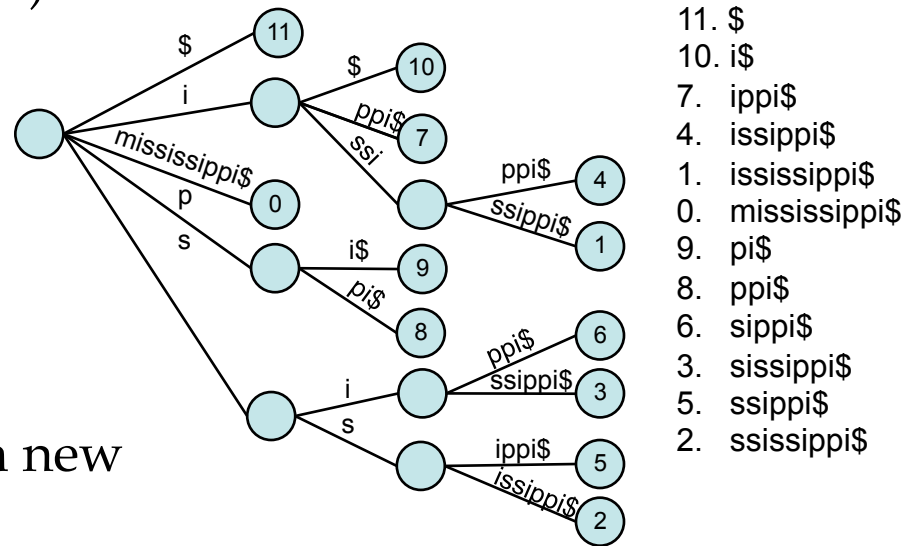 )
$
11
i
mississippi$
0
p
s
$
10
ppi$
7
ssi
ppi$
4
ssippi$
1
i$
9
pi$
8
i
s
ppi$
6
ssippi$
3
ippi$
5
issippi$
2
new
11. $
10. i$
7. ippi$
4. issippi$
1. ississippi$
0. mississippi$
9. pi$
8. ppi$
6. sippi$
3. sissippi$
5. ssippi$
2. ssissippi$